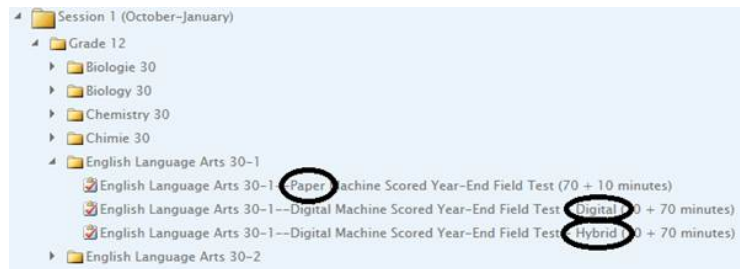 Session 1 (October-January)
Grade 12
Biologie 30
Biology 30
Chemistry 30
Chimie 30
English Language Arts 30-1
English Language Arts 30-1--Paper Machine Scored Year-End Field Test (70 + 10 minutes)
English Language Arts 30-1--Digital Machine Scored Year-End Field Test - Digital 0 + 70 minutes)
English Language Arts 30-1--Digital Machine Scored Year-End Field Test - Hybrid 0 + 70 minutes)
English Language Arts 30-2